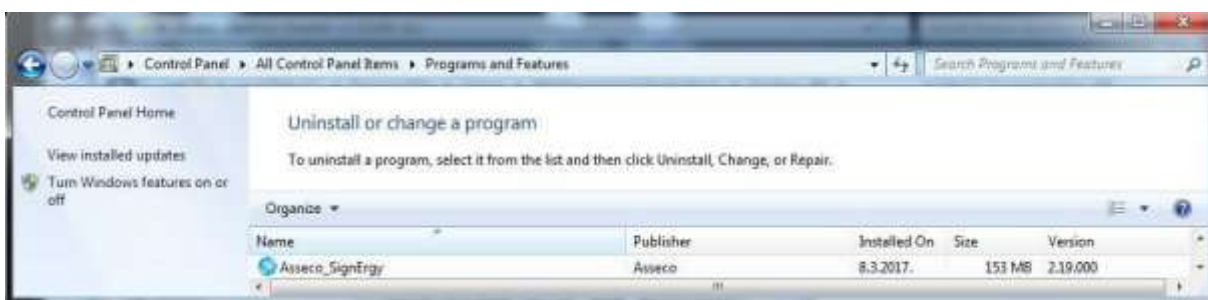 Control Panel ▸ All Control Panel Items ▸ Programs and Features
Search Programs and Features
Control Panel Home
View installed updates
Turn Windows features on or
off
Uninstall or change a program
To uninstall a program, select it from the list and then click Uninstall, Change, or Repair.
Organize
Name Publisher Installed On Size Version
Asseco_SignErgy Asseco 8.3.2017. 153 MB 2.19.000